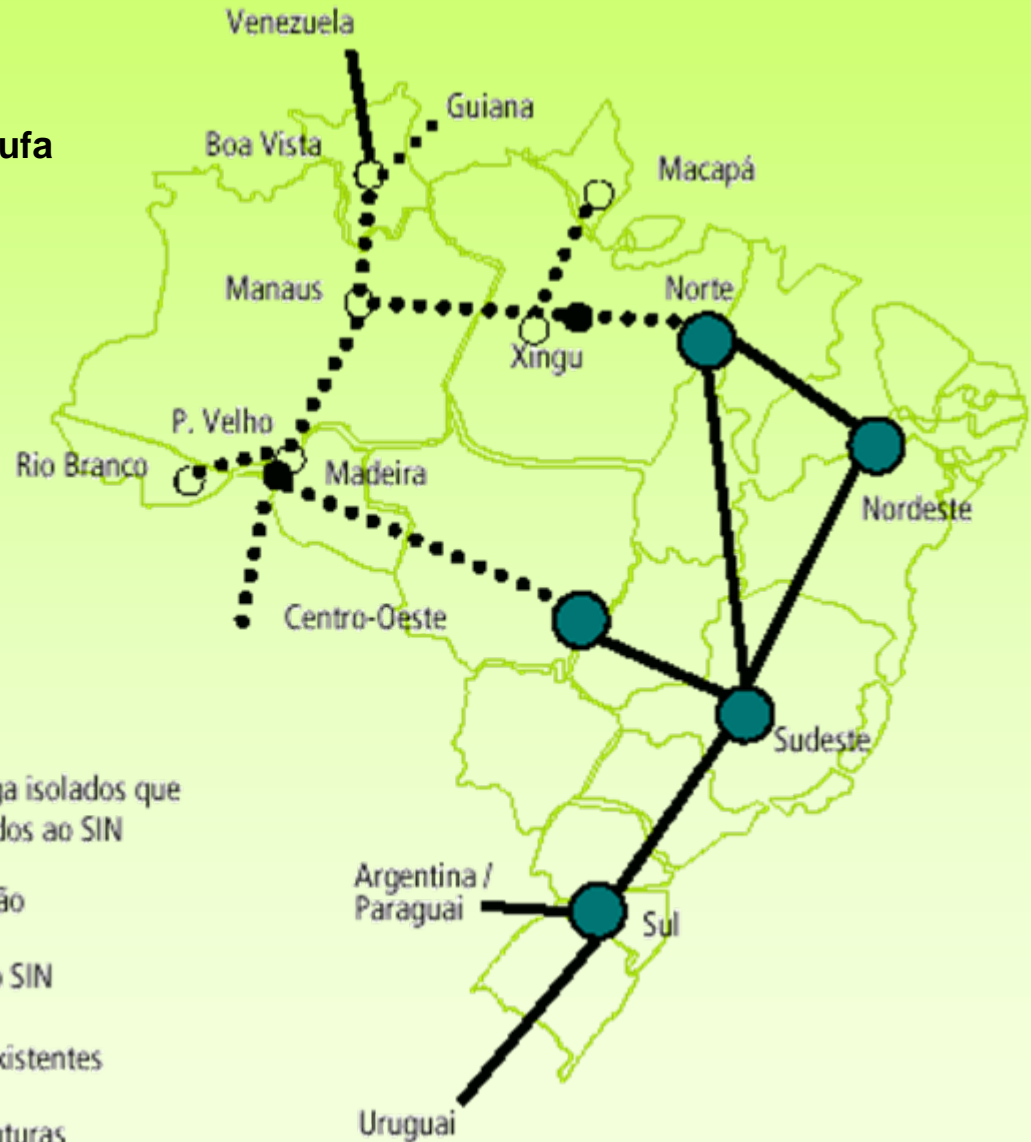 Venezuela
Guiana
ufa
Boa Vista
Macapá
Manaus
Norte
Xingu
P. Velho
Rio Branco
Madeira
Nordeste
Centro-Oeste
Sudeste
ga isolados que
dos ao SIN
Argentina /
Paraguai
ão
Sul
o SIN
xistentes
uturas
Uruguai